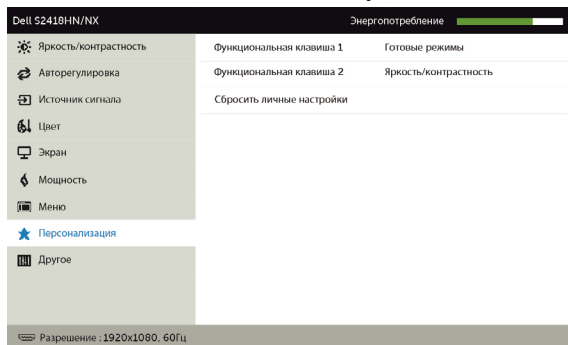 Dell S2418HN/NX Энергопотребление
Яркость/контрастность Функциональная клавиша 1 Готовые режимы
Авторегулировка Функциональная клавиша 2 Яркость/контрастность
Источник сигнала Сбросить личные настройки
Цвет
Экран
Мощность
Меню
Персонализация
Другое
Разрешение : 1920x1080, 60Гц